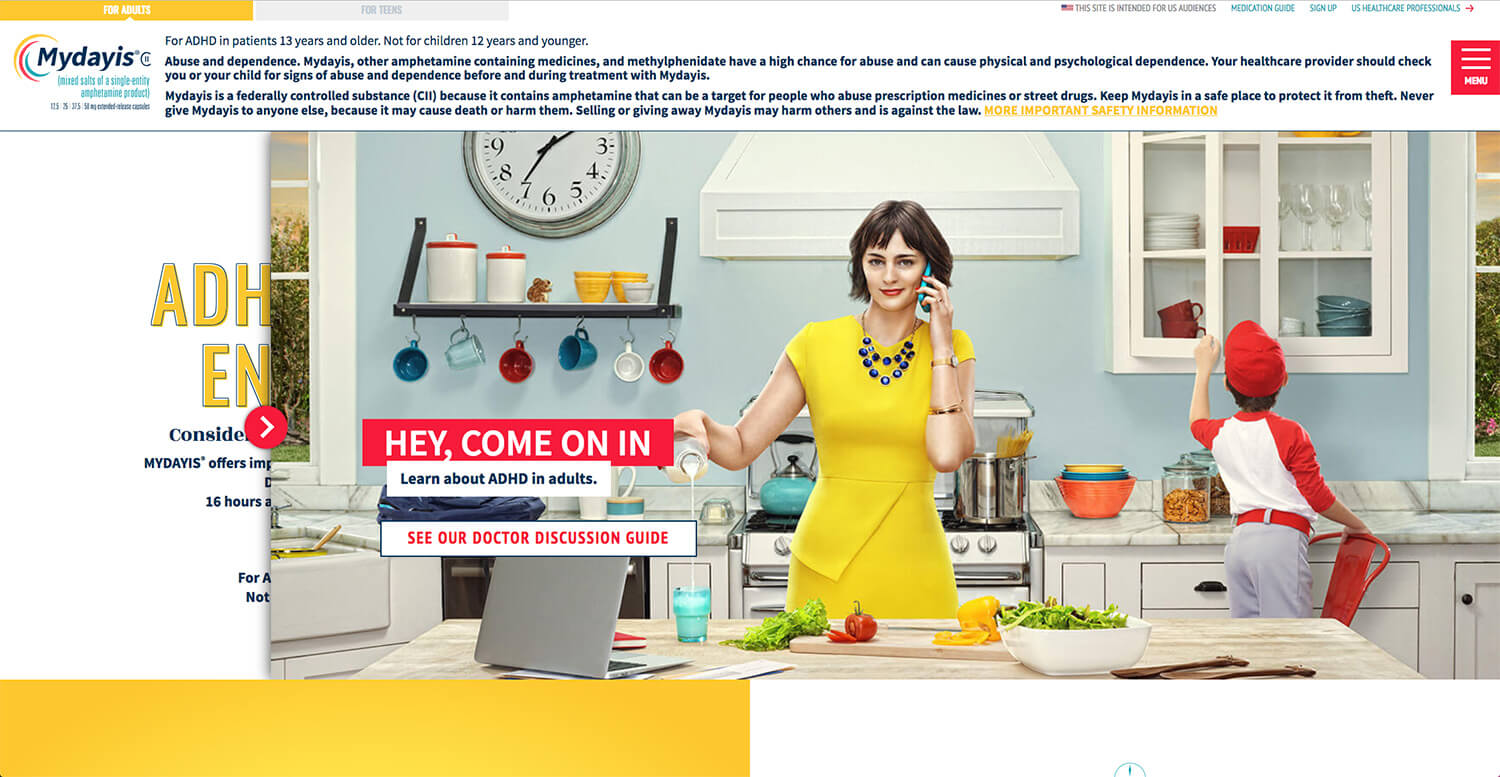 FOR ADULTS
FOR TEENS
THIS SITE IS INTENDED FOR US AUDIENCES
MEDICATION GUIDE
SIGN UP
US HEALTHCARE PROFESSIONALS
Mydayis® CII
(mixed salts of a single-entity
amphetamine product)
12.5 · 25 · 37.5 · 50 mg extended-release capsules
For ADHD in patients 13 years and older. Not for children 12 years and younger.
Abuse and dependence. Mydayis, other amphetamine containing medicines, and methylphenidate have a high chance for abuse and can cause physical and psychological dependence. Your healthcare provider should check
you or your child for signs of abuse and dependence before and during treatment with Mydayis.
Mydayis is a federally controlled substance (CII) because it contains amphetamine that can be a target for people who abuse prescription medicines or street drugs. Keep Mydayis in a safe place to protect it from theft. Never
give Mydayis to anyone else, because it may cause death or harm them. Selling or giving away Mydayis may harm others and is against the law. MORE IMPORTANT SAFETY INFORMATION
MENU
9 3
8 4
7 6 5
ADH
EN
Conside
MYDAYIS® offers imp
D
16 hours a
For A
Not
HEY, COME ON IN
Learn about ADHD in adults.
SEE OUR DOCTOR DISCUSSION GUIDE